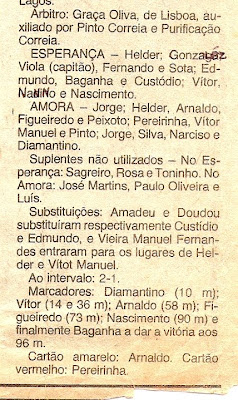 Lagos.
Árbitro: Graça Oliva, de Lisboa, au-
xiliado por Pinto Correia e Purificação
Correia.
ESPERANÇA – Helder; Gonzalez
Viola (capitão), Fernando e Sota; Ed-
mundo, Baganha e Custódio; Vítor,
NaNINo e Nascimento.
AMORA – Jorge; Helder, Arnaldo,
Figueiredo e Peixoto; Pereirinha, Vítor
Manuel e Pinto; Jorge, Silva, Narciso e
Diamantino.
Suplentes não utilizados – No Es-
perança: Sagreiro, Rosa e Toninho. No
Amora: José Martins, Paulo Oliveira e
Luís.
Substituições: Amadeu e Doudou
substituíram respectivamente Custídio
e Edmundo, e Vieira Manuel Fernan-
des entraram para os lugares de Hel-
der e Vítot Manuel.
Ao intervalo: 2-1.
Marcadores: Diamantino (10 m);
Vítor (14 e 36 m), Arnaldo (58 m); Fi-
gueiredo (73 m); Nascimento (90 m) e
finalmente Baganha a dar a vitória aos
96 m.
Cartão amarelo: Arnaldo. Cartão
vermelho: Pereirinha.